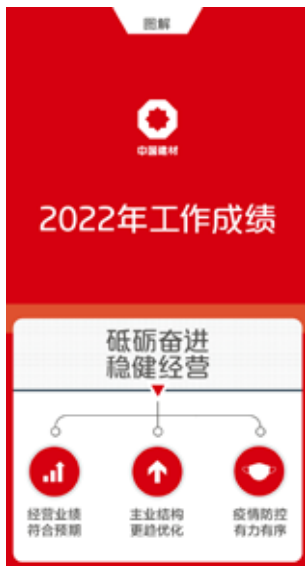 图解
中国建材
2022年工作成绩
砥砺奋进
稳健经营
经营业绩
符合预期
主业结构
更趋优化
疫情防控
有力有序